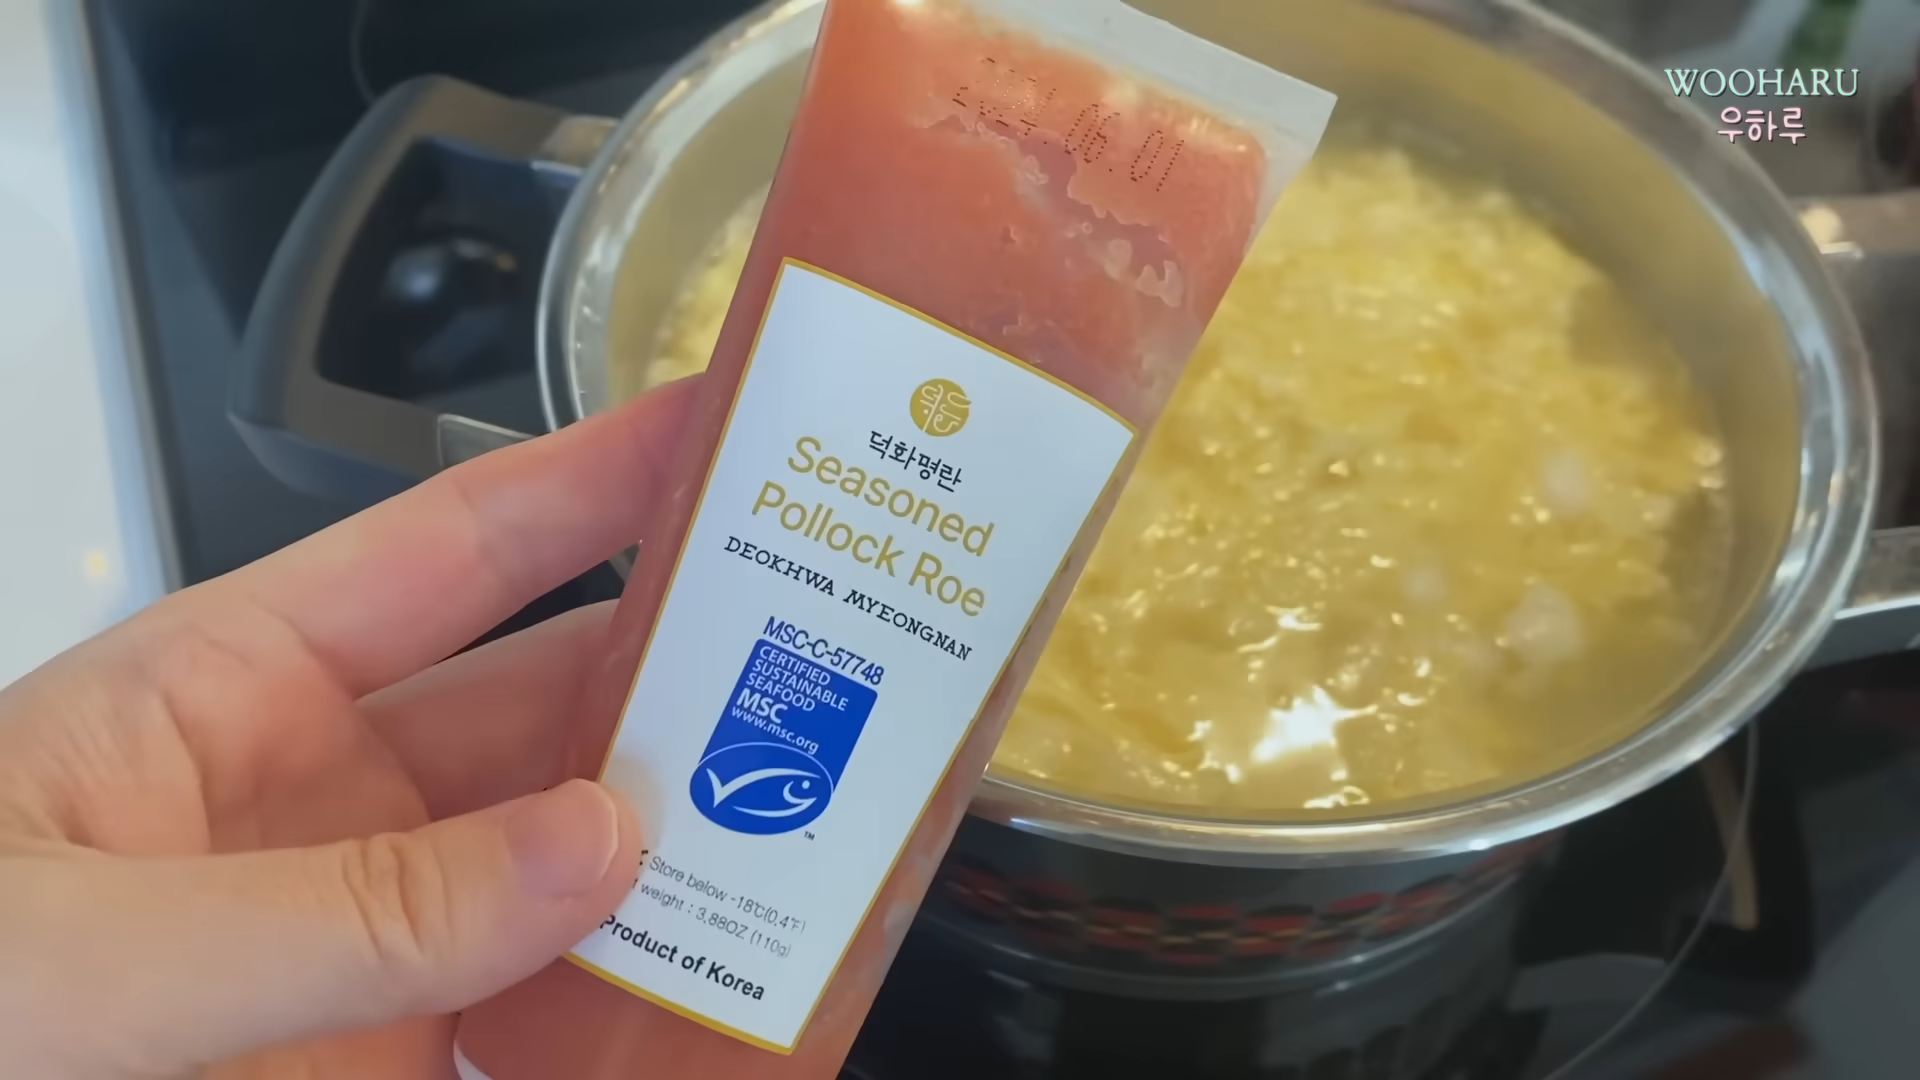 WOOHARU
우하루
06.01
덕화명란
Seasoned
Pollock Roe
DEOKHWA MYEONGNAN
MSC-C-57748
CERTIFIED
SUSTAINABLE
SEAFOOD
MSC
www.msc.org
™
Store below -18℃(0.4℉)
weight : 3.88OZ (110g)
Product of Korea